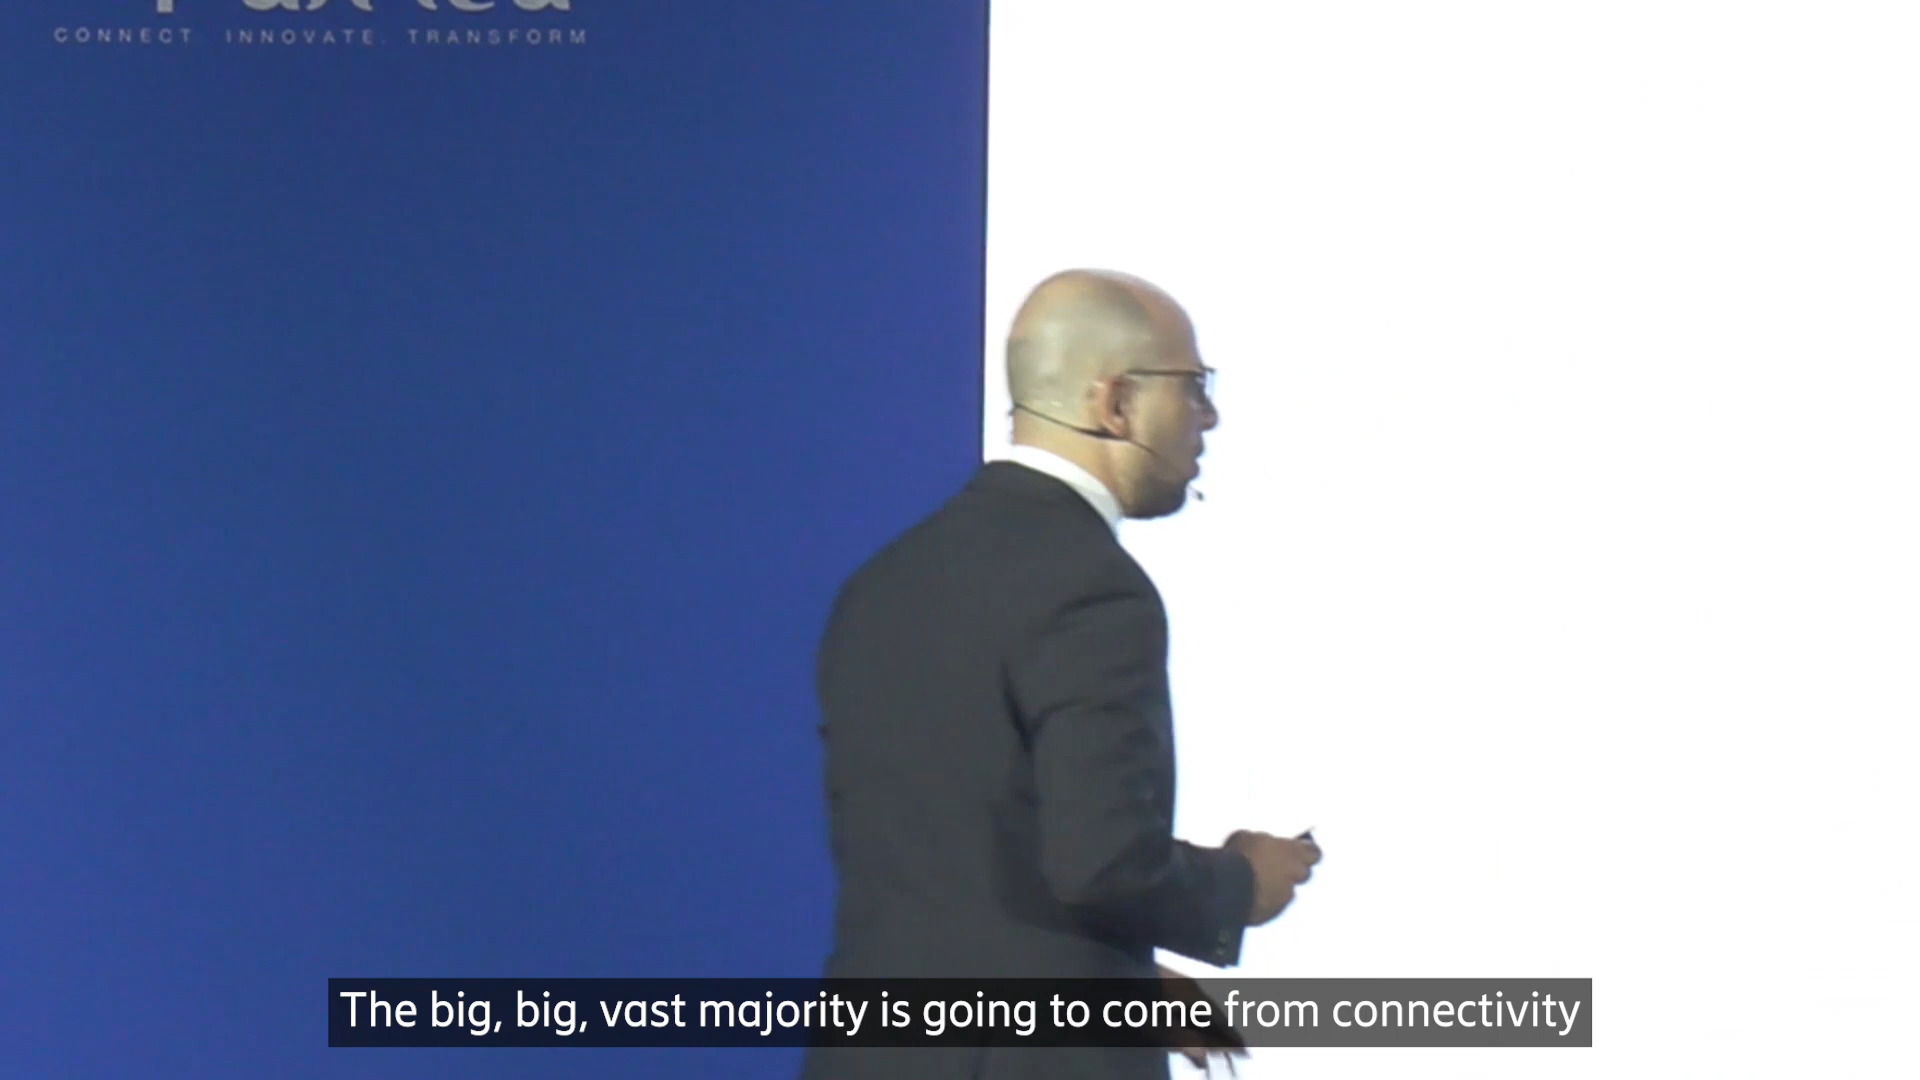 CONNECT. INNOVATE. TRANSFORM
The big, big, vast majority is going to come from connectivity